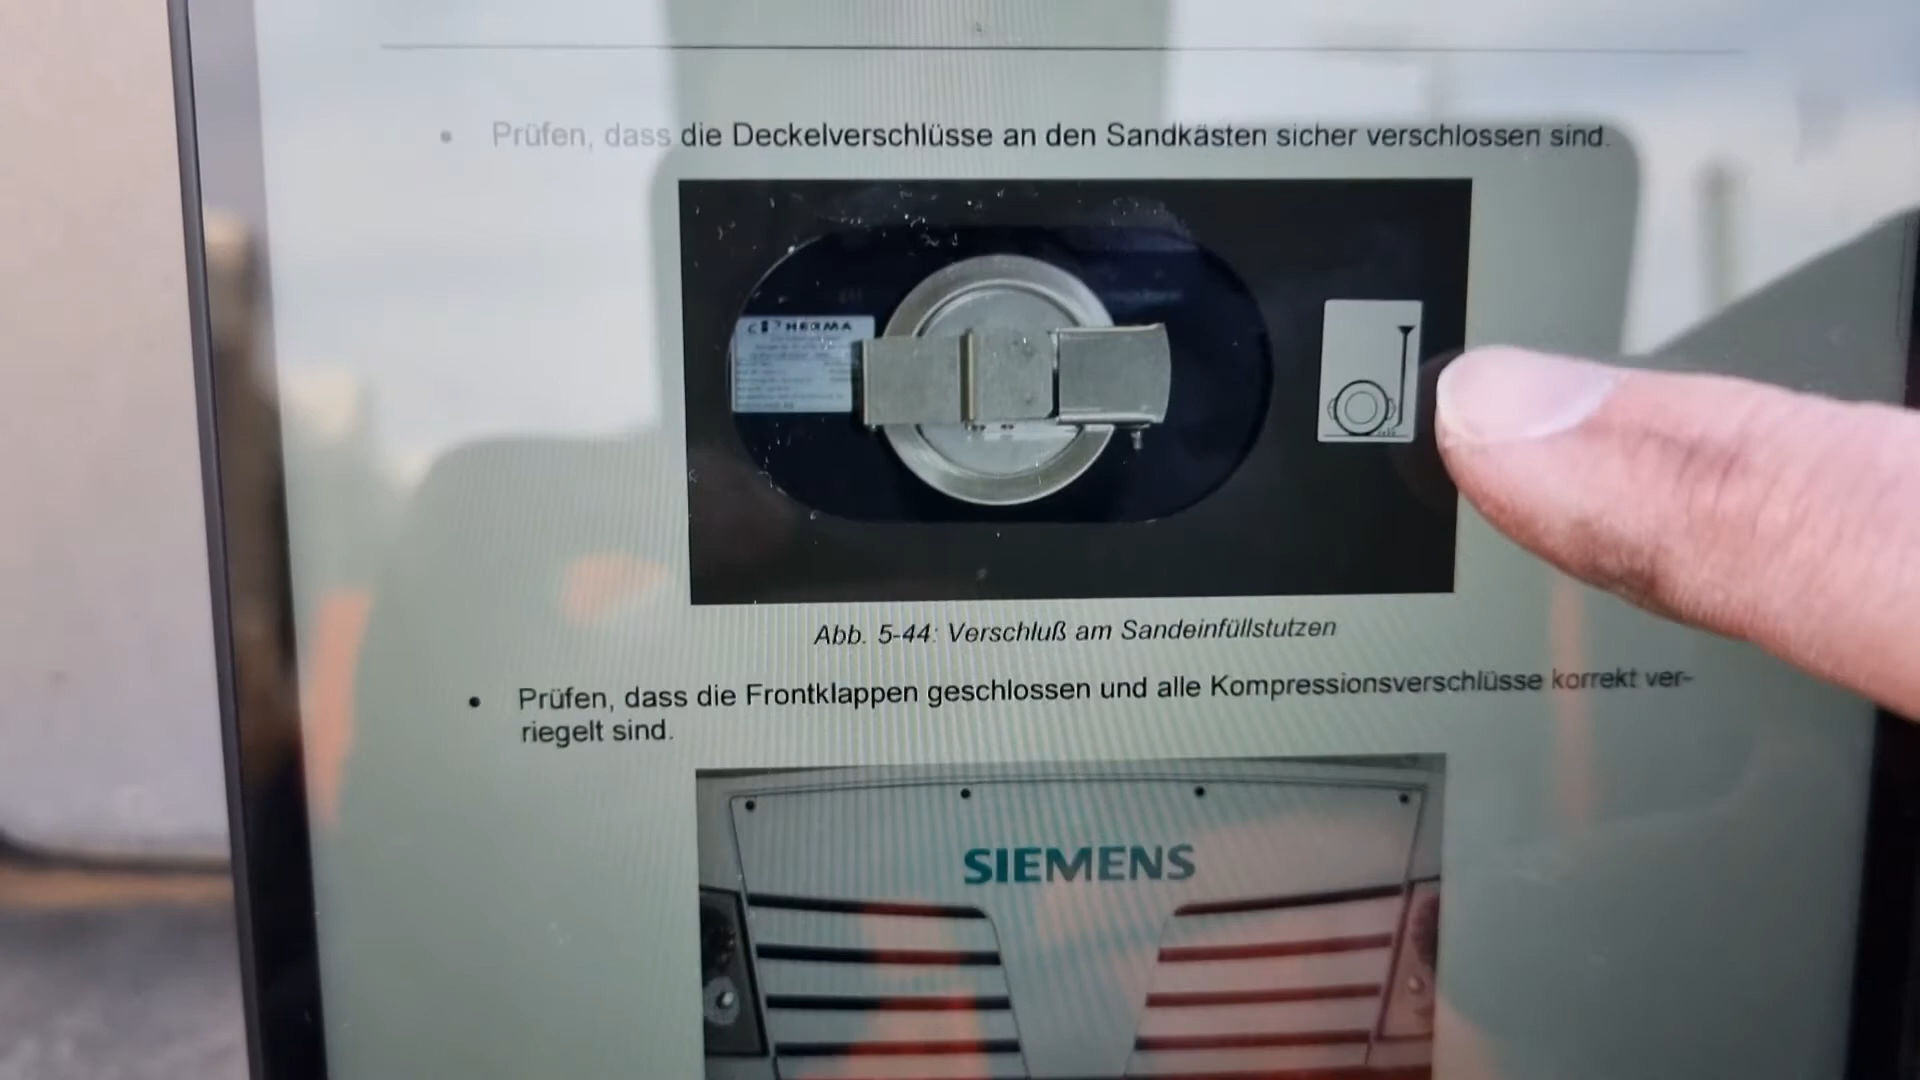 • Prüfen, dass die Deckelverschlüsse an den Sandkästen sicher verschlossen sind.
Abb. 5-44: Verschluß am Sandeinfüllstutzen
• Prüfen, dass die Frontklappen geschlossen und alle Kompressionsverschlüsse korrekt ver-
riegelt sind.
SIEMENS